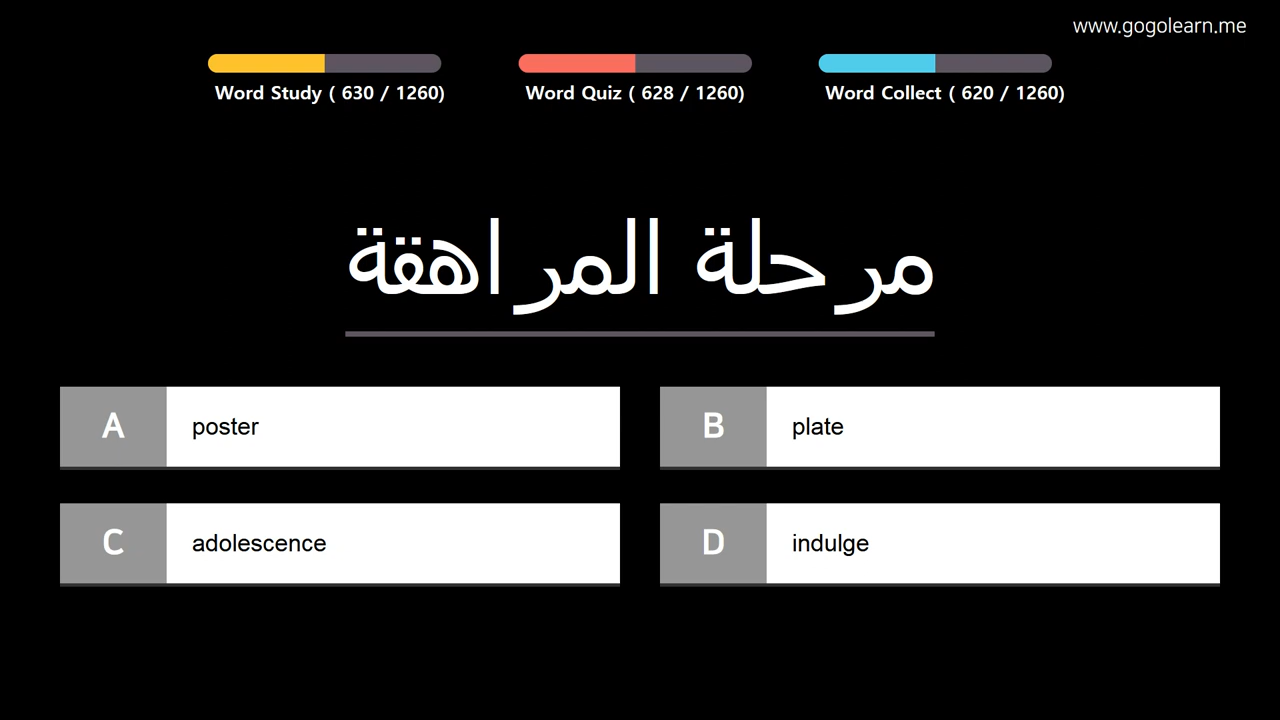 www.gogolearn.me
Word Study ( 630 / 1260)
Word Quiz ( 628 / 1260)
Word Collect ( 620 / 1260)
مرحلة المراهقة
A poster
B plate
C adolescence
D indulge